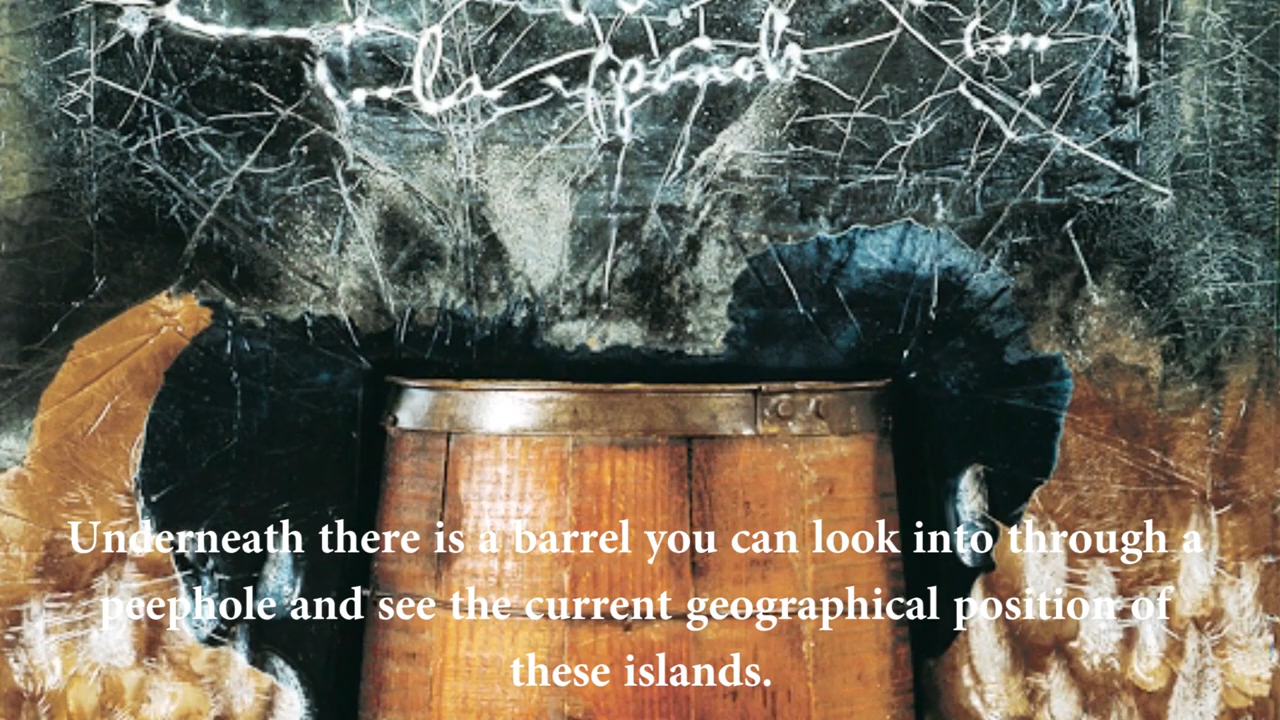 Underneath there is a barrel you can look into through a
peephole and see the current geographical position of
these islands.